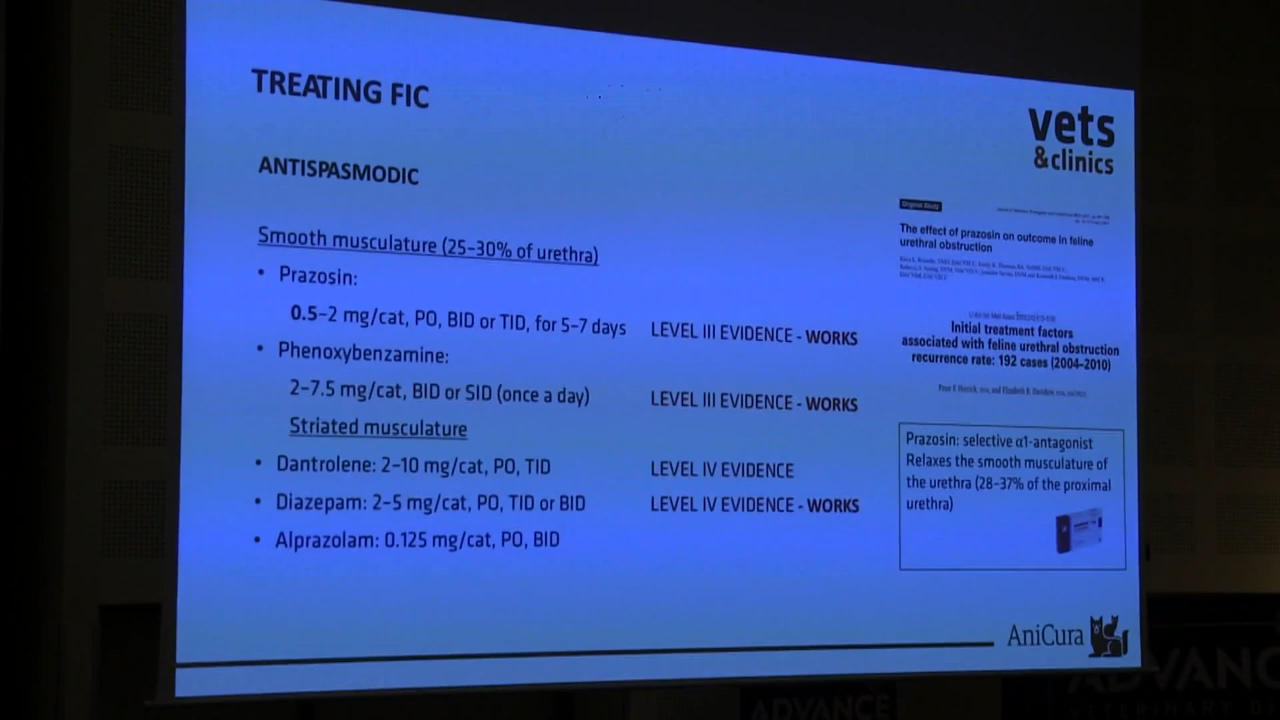 TREATING FIC
vets
&clinics
ANTISPASMODIC
Smooth musculature (25–30% of urethra)
• Prazosin:
0.5–2 mg/cat, PO, BID or TID, for 5–7 days
LEVEL III EVIDENCE - WORKS
• Phenoxybenzamine:
2–7.5 mg/cat, BID or SID (once a day)
LEVEL III EVIDENCE - WORKS
Striated musculature
• Dantrolene: 2–10 mg/cat, PO, TID
LEVEL IV EVIDENCE
• Diazepam: 2–5 mg/cat, PO, TID or BID
LEVEL IV EVIDENCE - WORKS
• Alprazolam: 0.125 mg/cat, PO, BID
Original Study
The effect of prazosin on outcome in feline
urethral obstruction
Initial treatment factors
associated with feline urethral obstruction
recurrence rate: 192 cases (2004–2010)
Prazosin: selective α1-antagonist
Relaxes the smooth musculature of
the urethra (28–37% of the proximal
urethra)
AniCura
ADVANCE
ADVANC